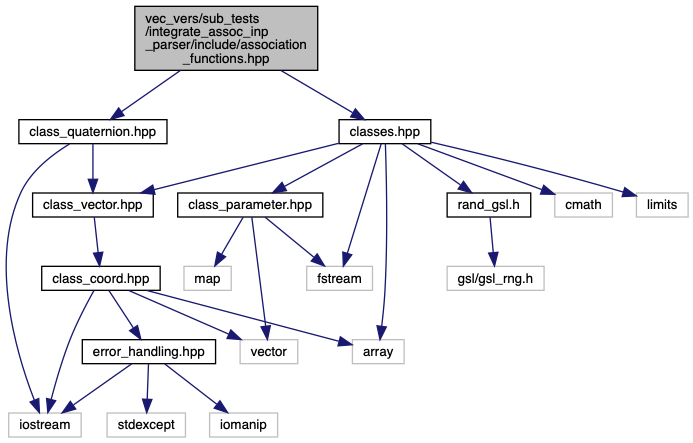 vec_vers/sub_tests
/integrate_assoc_inp
_parser/include/association
_functions.hpp
class_quaternion.hpp
classes.hpp
class_vector.hpp
class_parameter.hpp
rand_gsl.h
cmath
limits
class_coord.hpp
map
fstream
gsl/gsl_rng.h
error_handling.hpp
vector
array
iostream
stdexcept
iomanip